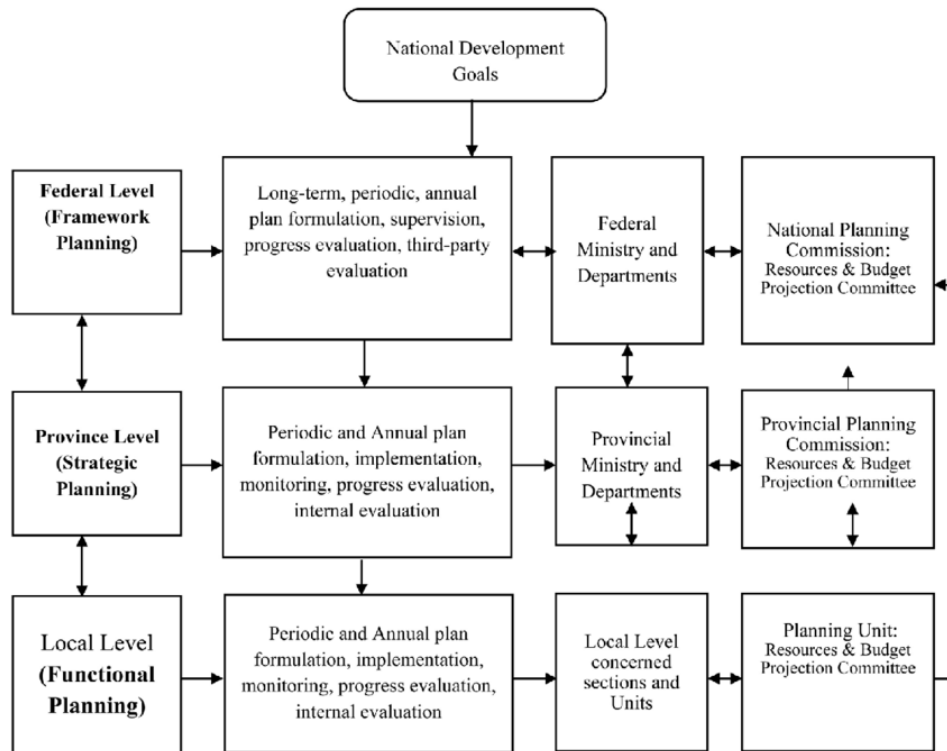 National Development
Goals
Federal Level
(Framework
Planning)
Long-term, periodic, annual
plan formulation, supervision,
progress evaluation, third-party
evaluation
Federal
Ministry and
Departments
National Planning
Commission:
Resources & Budget
Projection Committee
Province Level
(Strategic
Planning)
Periodic and Annual plan
formulation, implementation,
monitoring, progress evaluation,
internal evaluation
Provincial
Ministry and
Departments
Provincial Planning
Commission:
Resources & Budget
Projection Committee
Local Level
(Functional
Planning)
Periodic and Annual plan
formulation, implementation,
monitoring, progress evaluation,
internal evaluation
Local Level
concerned
sections and
Units
Planning Unit:
Resources & Budget
Projection Committee